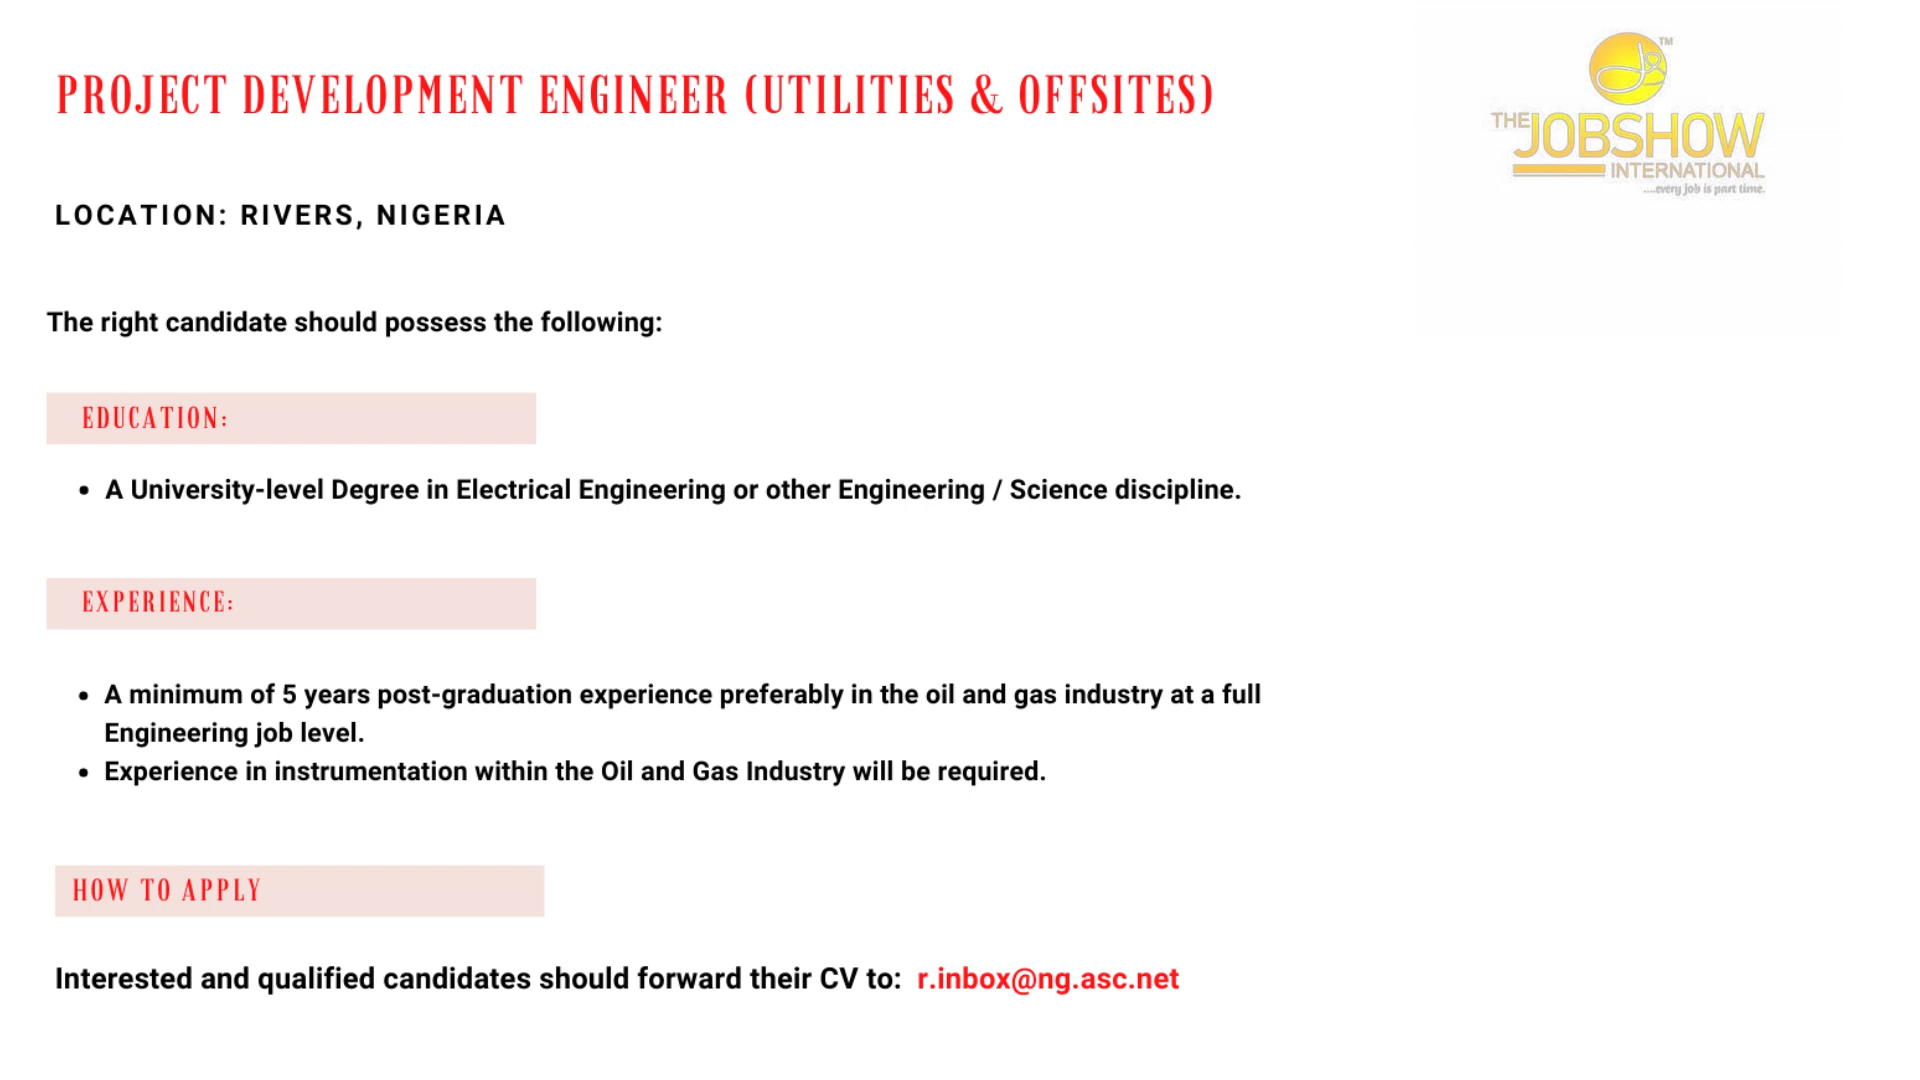 PROJECT DEVELOPMENT ENGINEER (UTILITIES & OFFSITES)
TM
THE JOBSHOW
INTERNATIONAL
....every job is part time.
LOCATION: RIVERS, NIGERIA
The right candidate should possess the following:
EDUCATION:
• A University-level Degree in Electrical Engineering or other Engineering / Science discipline.
EXPERIENCE:
• A minimum of 5 years post-graduation experience preferably in the oil and gas industry at a full
Engineering job level.
• Experience in instrumentation within the Oil and Gas Industry will be required.
HOW TO APPLY
Interested and qualified candidates should forward their CV to: r.inbox@ng.asc.net